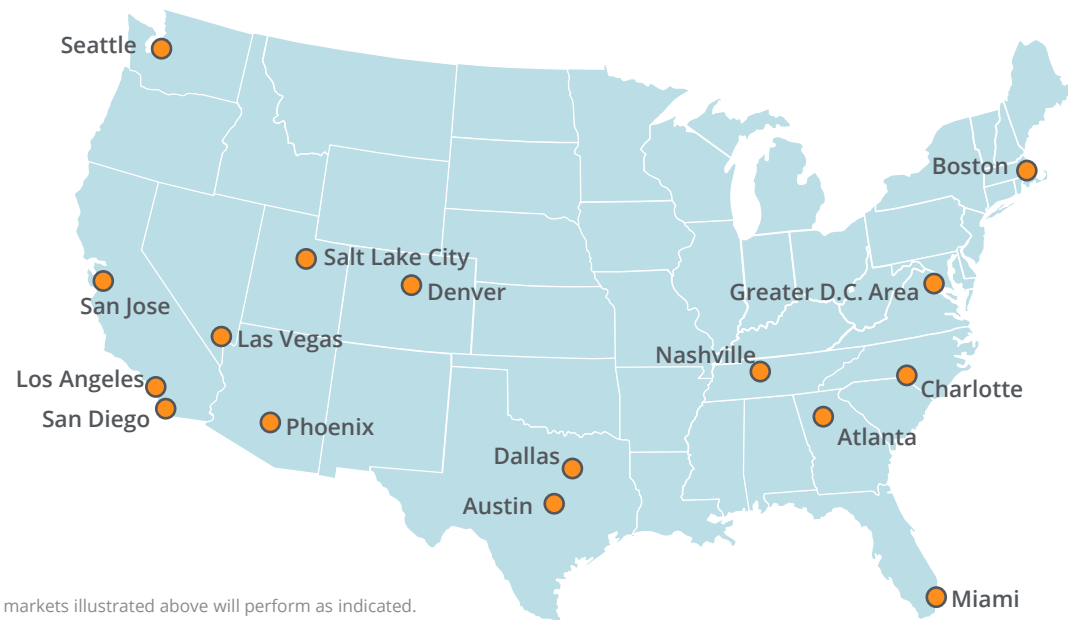 Seattle
Boston
Salt Lake City
Denver
Greater D.C. Area
San Jose
Las Vegas
Nashville
Los Angeles
Charlotte
San Diego
Phoenix
Atlanta
Dallas
Austin
Miami
markets illustrated above will perform as indicated.